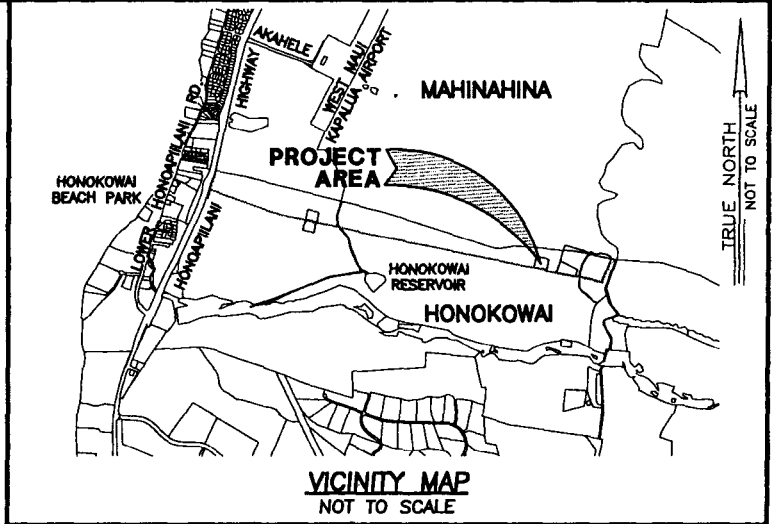 AKAHELE
HIGHWAY
WEST MAUI
KAPALUA AIRPORT
MAHINAHINA
PROJECT
AREA
HONOKOWAI
BEACH PARK
LOWER HONOAPIILANI RD.
HONOAPIILANI
HONOKOWAI
RESERVOIR
HONOKOWAI
TRUE NORTH
NOT TO SCALE
VICINITY MAP
NOT TO SCALE